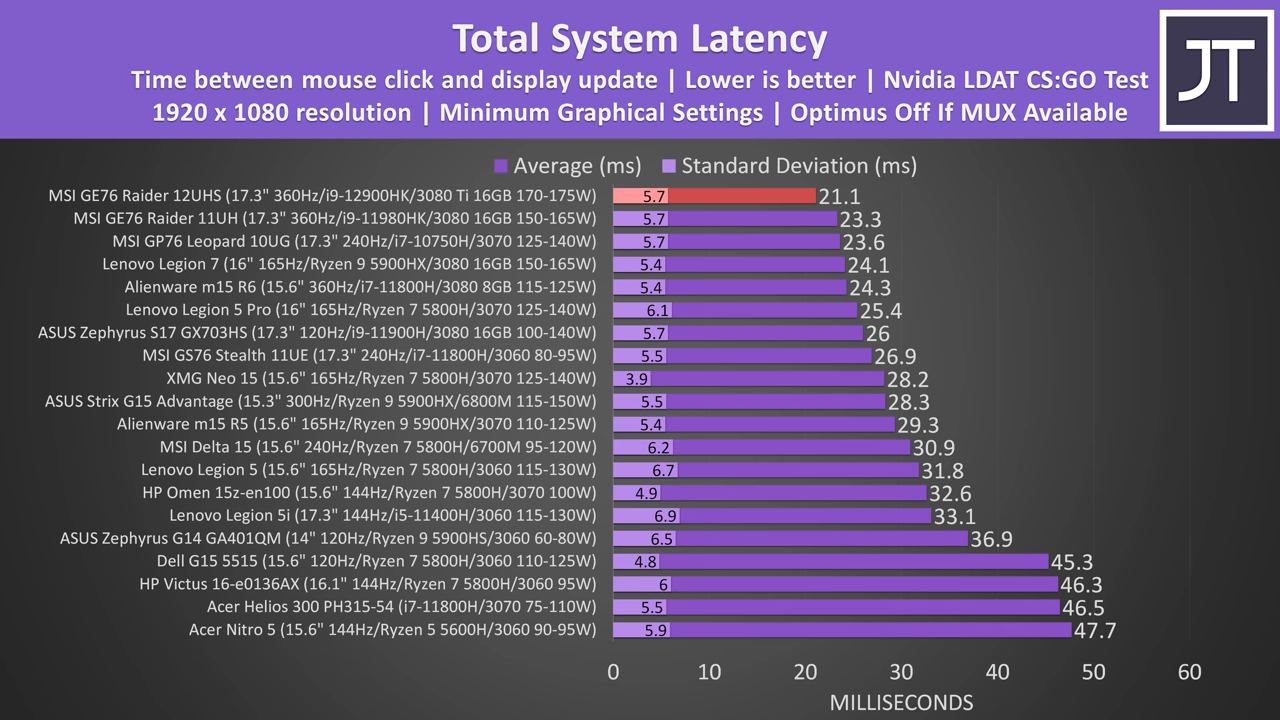 Total System Latency
Time between mouse click and display update | Lower is better | Nvidia LDAT CS:GO Test
1920 x 1080 resolution | Minimum Graphical Settings | Optimus Off If MUX Available
JT
Average (ms) Standard Deviation (ms)
MSI GE76 Raider 12UHS (17.3" 360Hz/i9-12900HK/3080 Ti 16GB 170-175W) 5.7 21.1
MSI GE76 Raider 11UH (17.3" 360Hz/i9-11980HK/3080 16GB 150-165W) 5.7 23.3
MSI GP76 Leopard 10UG (17.3" 240Hz/i7-10750H/3070 125-140W) 5.7 23.6
Lenovo Legion 7 (16" 165Hz/Ryzen 9 5900HX/3080 16GB 150-165W) 5.4 24.1
Alienware m15 R6 (15.6" 360Hz/i7-11800H/3080 8GB 115-125W) 5.4 24.3
Lenovo Legion 5 Pro (16" 165Hz/Ryzen 7 5800H/3070 125-140W) 6.1 25.4
ASUS Zephyrus S17 GX703HS (17.3" 120Hz/i9-11900H/3080 16GB 100-140W) 5.7 26
MSI GS76 Stealth 11UE (17.3" 240Hz/i7-11800H/3060 80-95W) 5.5 26.9
XMG Neo 15 (15.6" 165Hz/Ryzen 7 5800H/3070 125-140W) 3.9 28.2
ASUS Strix G15 Advantage (15.3" 300Hz/Ryzen 9 5900HX/6800M 115-150W) 5.5 28.3
Alienware m15 R5 (15.6" 165Hz/Ryzen 9 5900HX/3070 110-125W) 5.4 29.3
MSI Delta 15 (15.6" 240Hz/Ryzen 7 5800H/6700M 95-120W) 6.2 30.9
Lenovo Legion 5 (15.6" 165Hz/Ryzen 7 5800H/3060 115-130W) 6.7 31.8
HP Omen 15z-en100 (15.6" 144Hz/Ryzen 7 5800H/3070 100W) 4.9 32.6
Lenovo Legion 5i (17.3" 144Hz/i5-11400H/3060 115-130W) 6.9 33.1
ASUS Zephyrus G14 GA401QM (14" 120Hz/Ryzen 9 5900HS/3060 60-80W) 6.5 36.9
Dell G15 5515 (15.6" 120Hz/Ryzen 7 5800H/3060 110-125W) 4.8 45.3
HP Victus 16-e0136AX (16.1" 144Hz/Ryzen 7 5800H/3060 95W) 6 46.3
Acer Helios 300 PH315-54 (i7-11800H/3070 75-110W) 5.5 46.5
Acer Nitro 5 (15.6" 144Hz/Ryzen 5 5600H/3060 90-95W) 5.9 47.7
0 10 20 30 40 50 60
MILLISECONDS